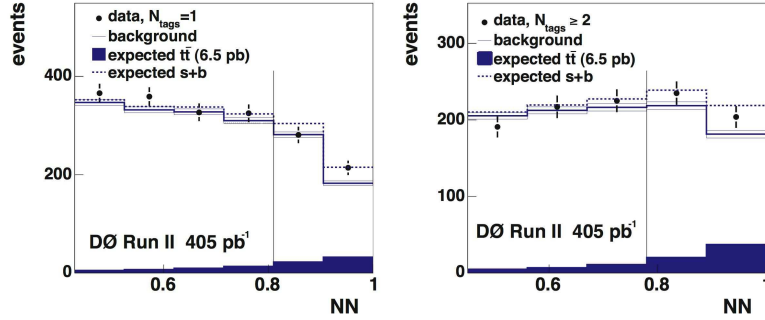 events
data, N_tags=1
background
expected tt̄ (6.5 pb)
expected s+b
400
200
0
DØ Run II 405 pb⁻¹
0.6
0.8
1
NN
events
data, N_tags ≥ 2
background
expected tt̄ (6.5 pb)
expected s+b
300
200
100
0
DØ Run II 405 pb⁻¹
0.6
0.8
1
NN